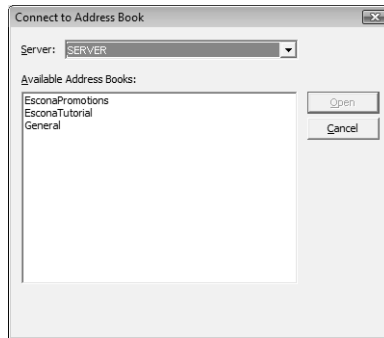 Connect to Address Book
Server: SERVER
Available Address Books:
EsconaPromotions
EsconaTutorial
General
Open
Cancel